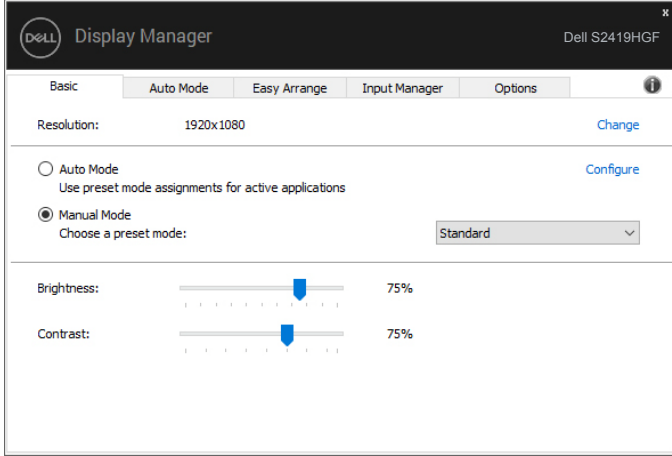 x
DELL Display Manager Dell S2419HGF
Basic Auto Mode Easy Arrange Input Manager Options i
Resolution: 1920x1080 Change
Auto Mode Configure
Use preset mode assignments for active applications
Manual Mode
Choose a preset mode: Standard
Brightness: 75%
Contrast: 75%